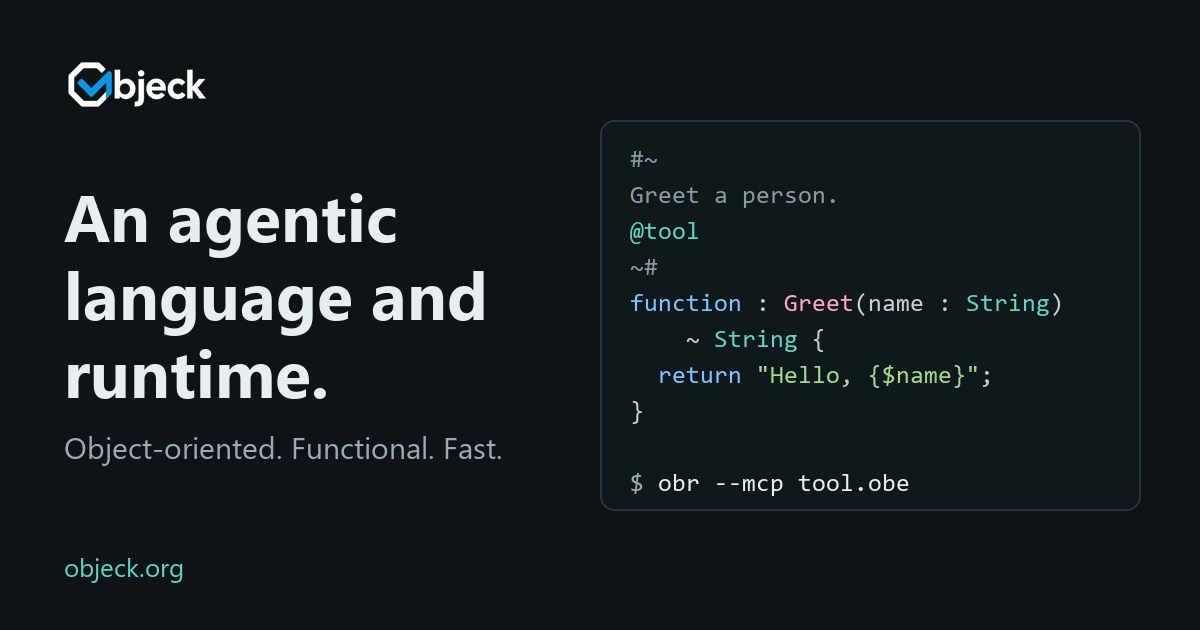 Objeck
An agentic
language and
runtime.
Object-oriented. Functional. Fast.
objeck.org
#~
Greet a person.
@tool
~#
function : Greet(name : String)
    ~ String {
  return "Hello, {$name}";
}
$ obr --mcp tool.obe